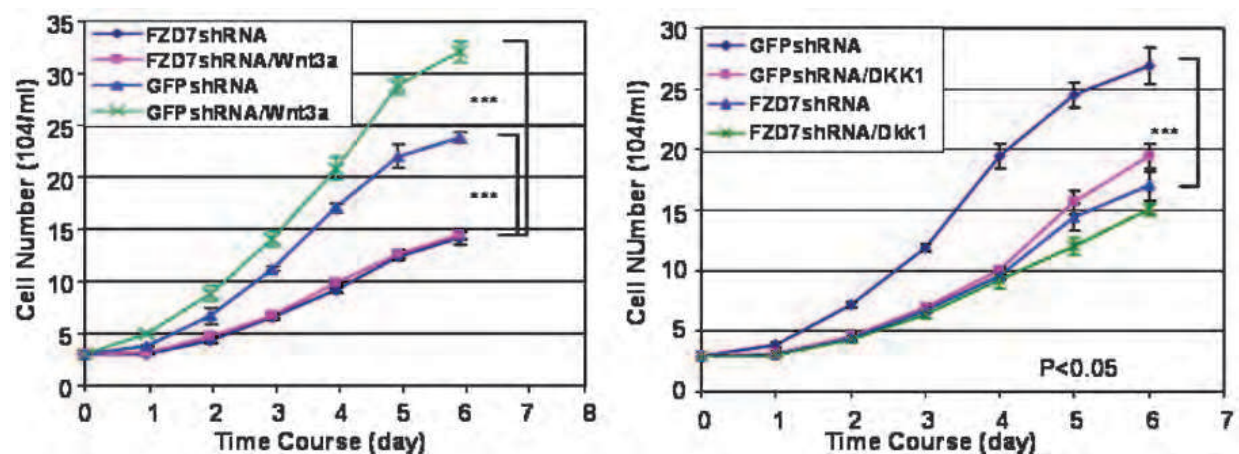 35
30
25
20
15
10
5
0
Cell Number (104/ml)
FZD7shRNA
FZD7shRNA/Wnt3a
GFPshRNA
GFPshRNA/Wnt3a
***
***
0 1 2 3 4 5 6 7 8
Time Course (day)
30
25
20
15
10
5
0
Cell NUmber (104/ml)
GFPshRNA
GFPshRNA/DKK1
FZD7shRNA
FZD7shRNA/Dkk1
***
P<0.05
0 1 2 3 4 5 6 7
Time Course (day)